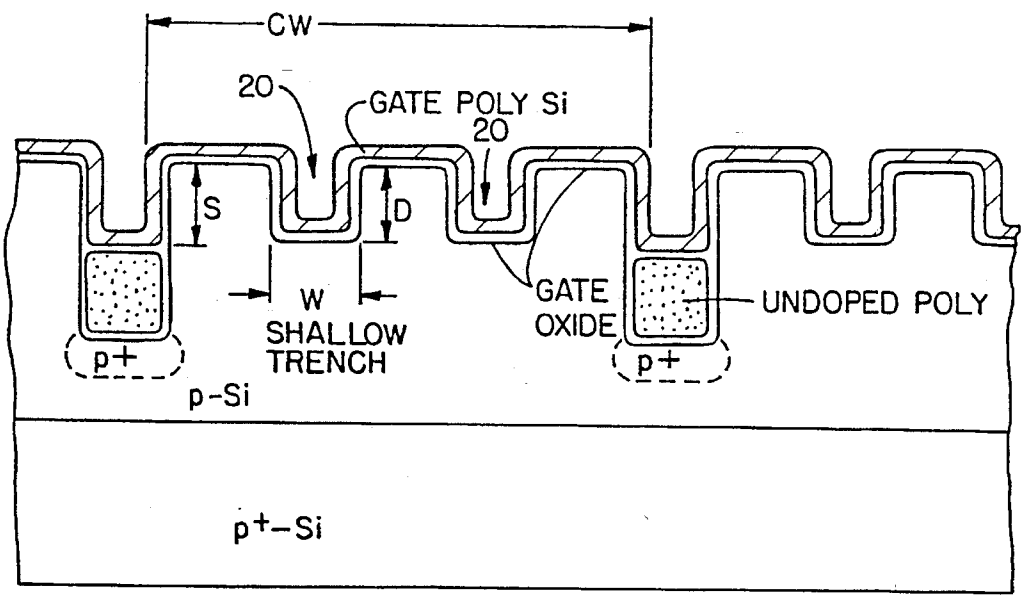 CW
20
GATE POLY Si
20
S
D
W
SHALLOW
TRENCH
GATE
OXIDE
UNDOPED POLY
p+
p+
p-Si
p+-Si